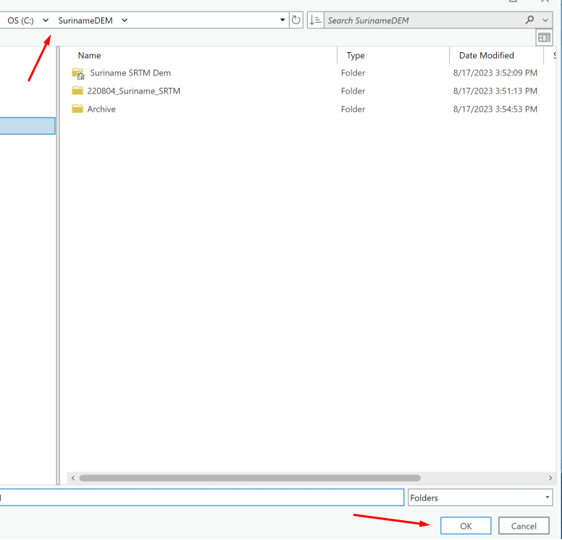 OS (C:) SurinameDEM Search SurinameDEM
Name Type Date Modified
Suriname SRTM Dem Folder 8/17/2023 3:52:09 PM
220804_Suriname_SRTM Folder 8/17/2023 3:51:13 PM
Archive Folder 8/17/2023 3:54:53 PM
Folders
OK Cancel